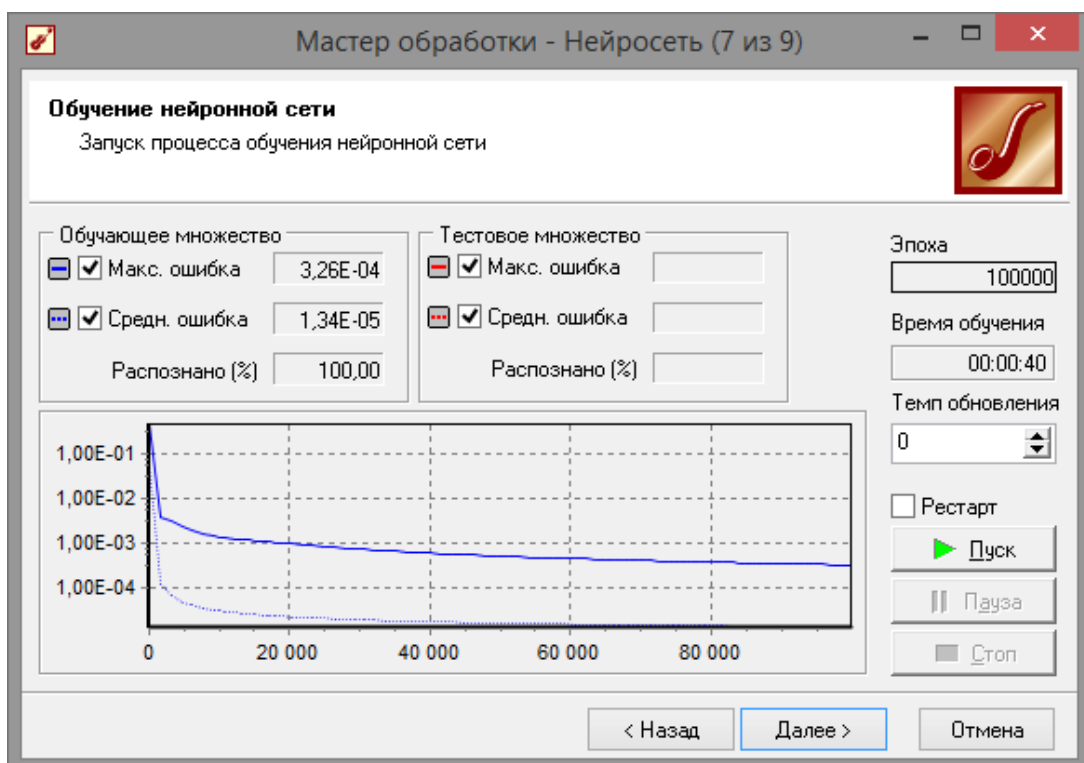 Мастер обработки - Нейросеть (7 из 9)
Обучение нейронной сети
Запуск процесса обучения нейронной сети
Обучающее множество
Макс. ошибка 3,26E-04
Средн. ошибка 1,34E-05
Распознано (%) 100,00
Тестовое множество
Макс. ошибка
Средн. ошибка
Распознано (%)
Эпоха
100000
Время обучения
00:00:40
Темп обновления
0
Рестарт
Пуск
Пауза
Стоп
1,00E-01
1,00E-02
1,00E-03
1,00E-04
0 20 000 40 000 60 000 80 000
< Назад Далее > Отмена